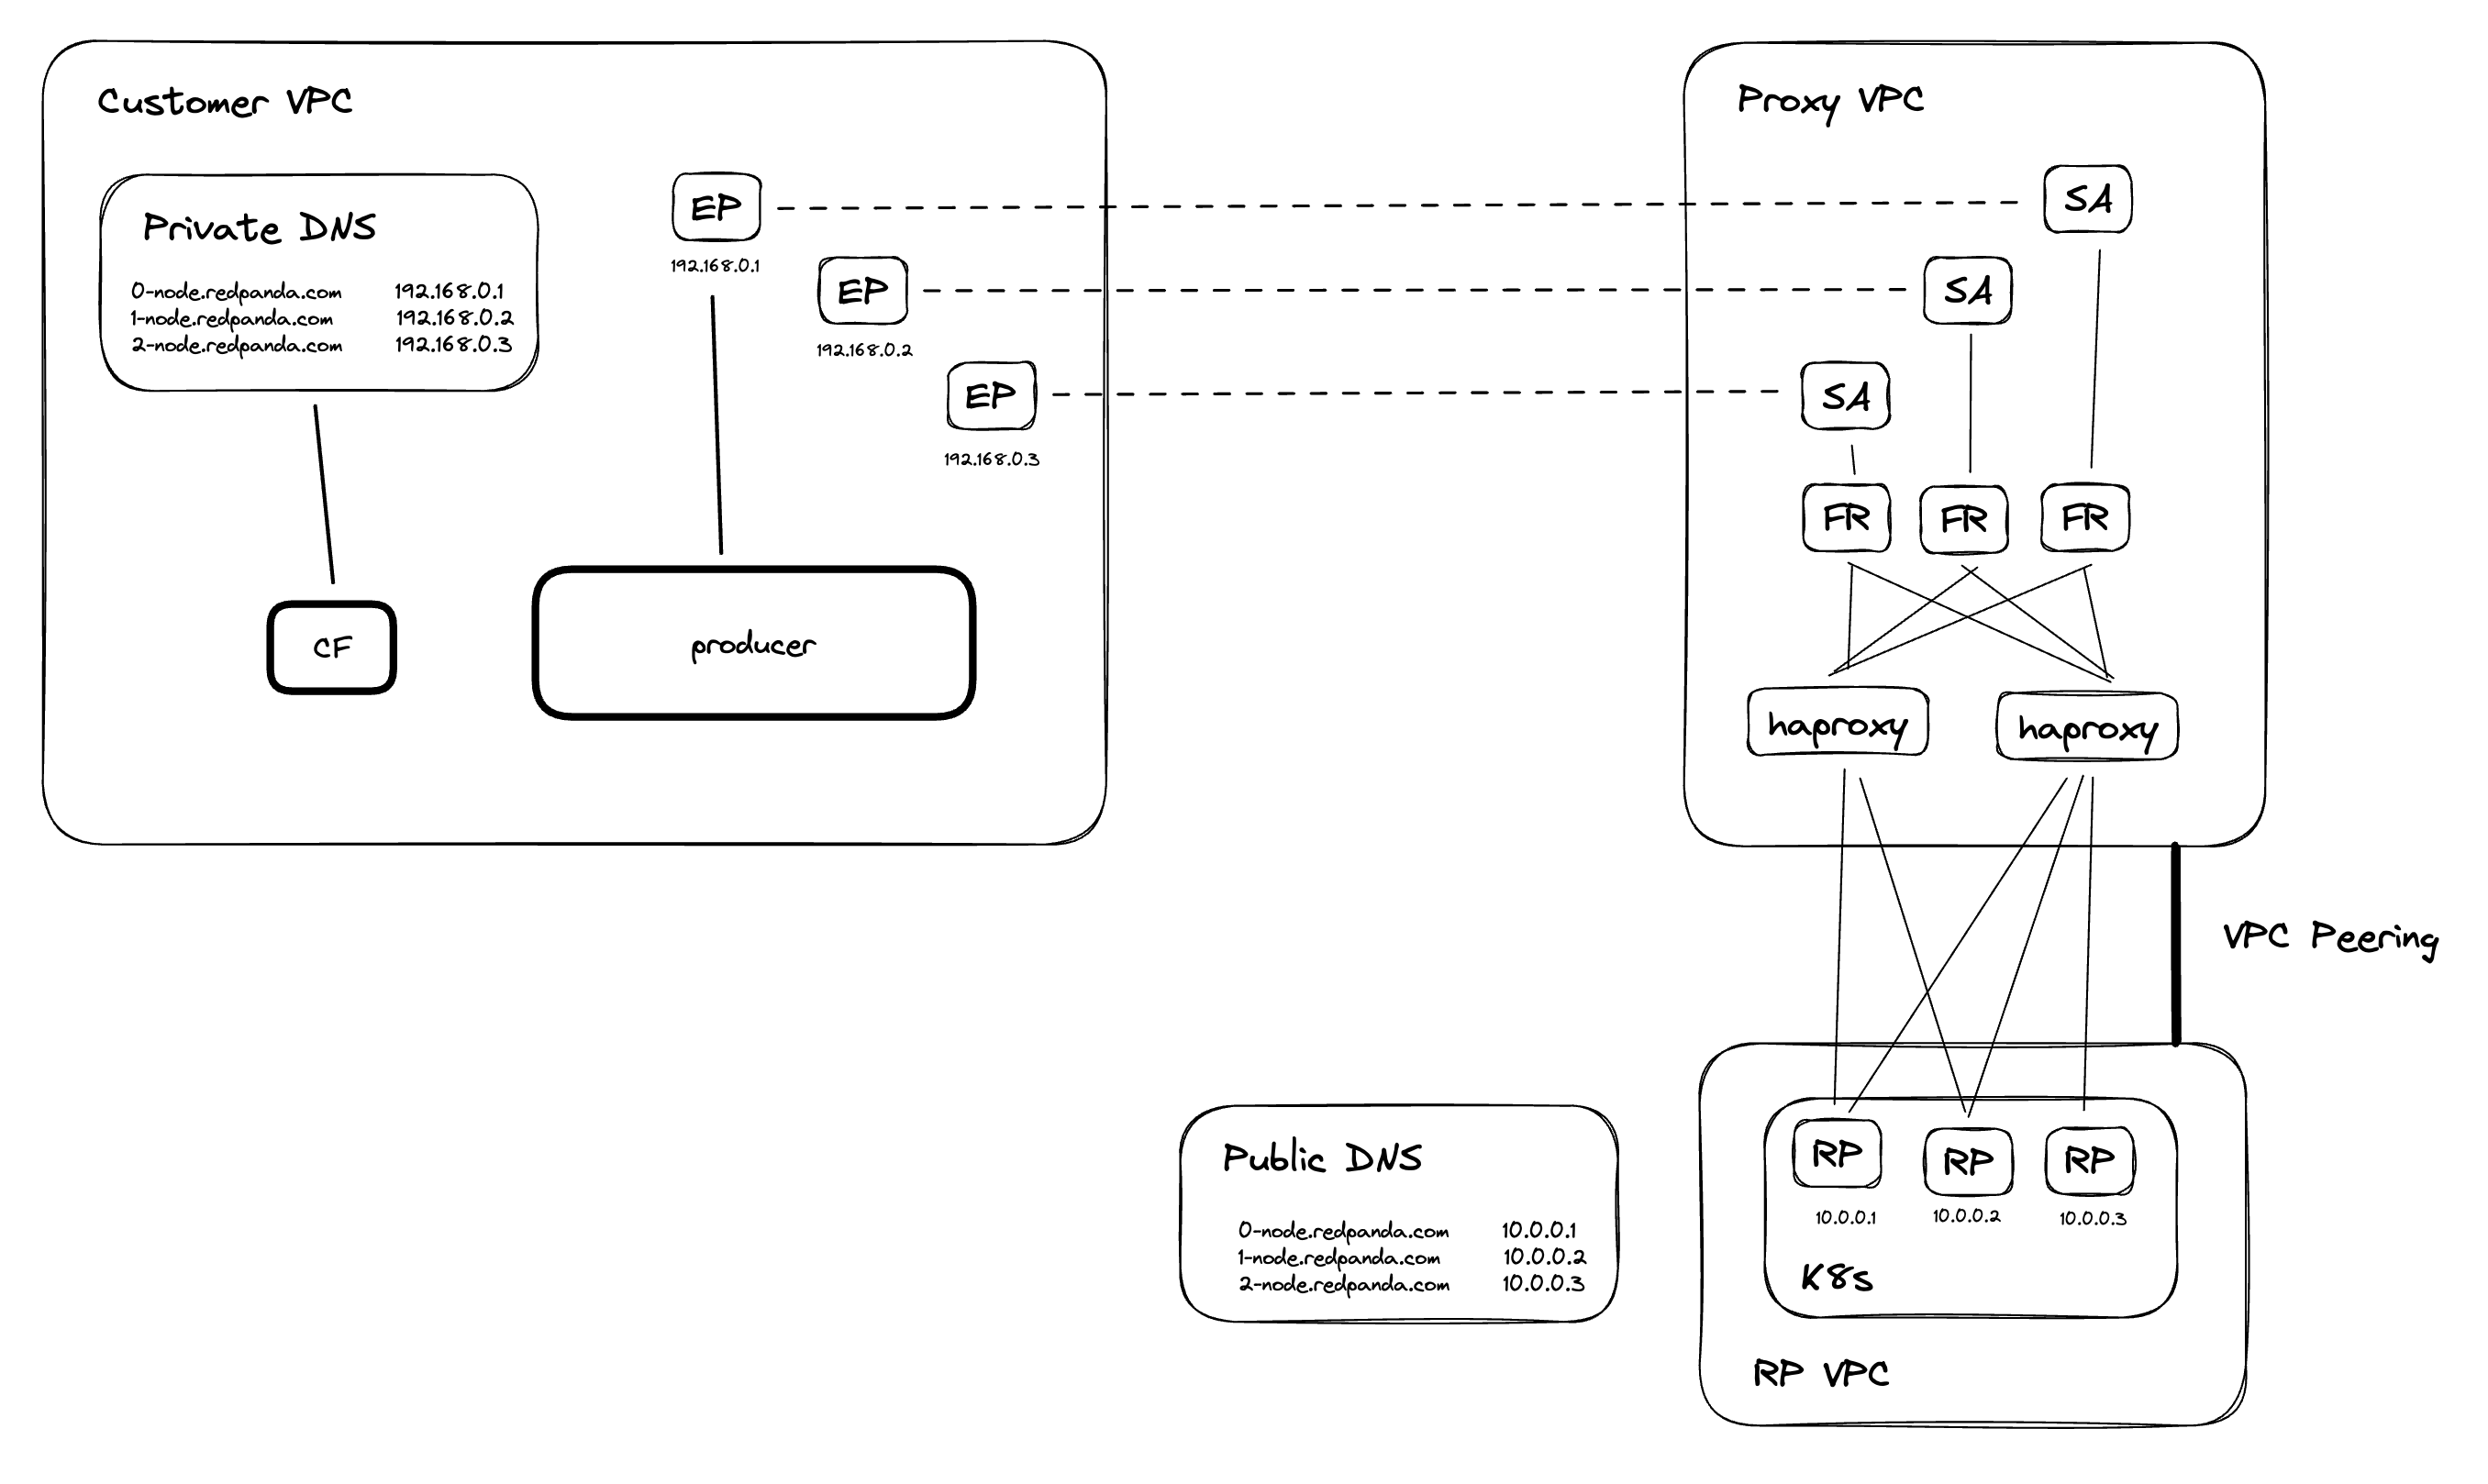 Customer VPC
Private DNS
0-node.redpanda.com 192.168.0.1
1-node.redpanda.com 192.168.0.2
2-node.redpanda.com 192.168.0.3
EP
192.168.0.1
EP
192.168.0.2
EP
192.168.0.3
CF
producer
Proxy VPC
SA
SA
SA
FR
FR
FR
haproxy
haproxy
VPC Peering
Public DNS
0-node.redpanda.com 10.0.0.1
1-node.redpanda.com 10.0.0.2
2-node.redpanda.com 10.0.0.3
RP
RP
RP
10.0.0.1
10.0.0.2
10.0.0.3
K8s
RP VPC